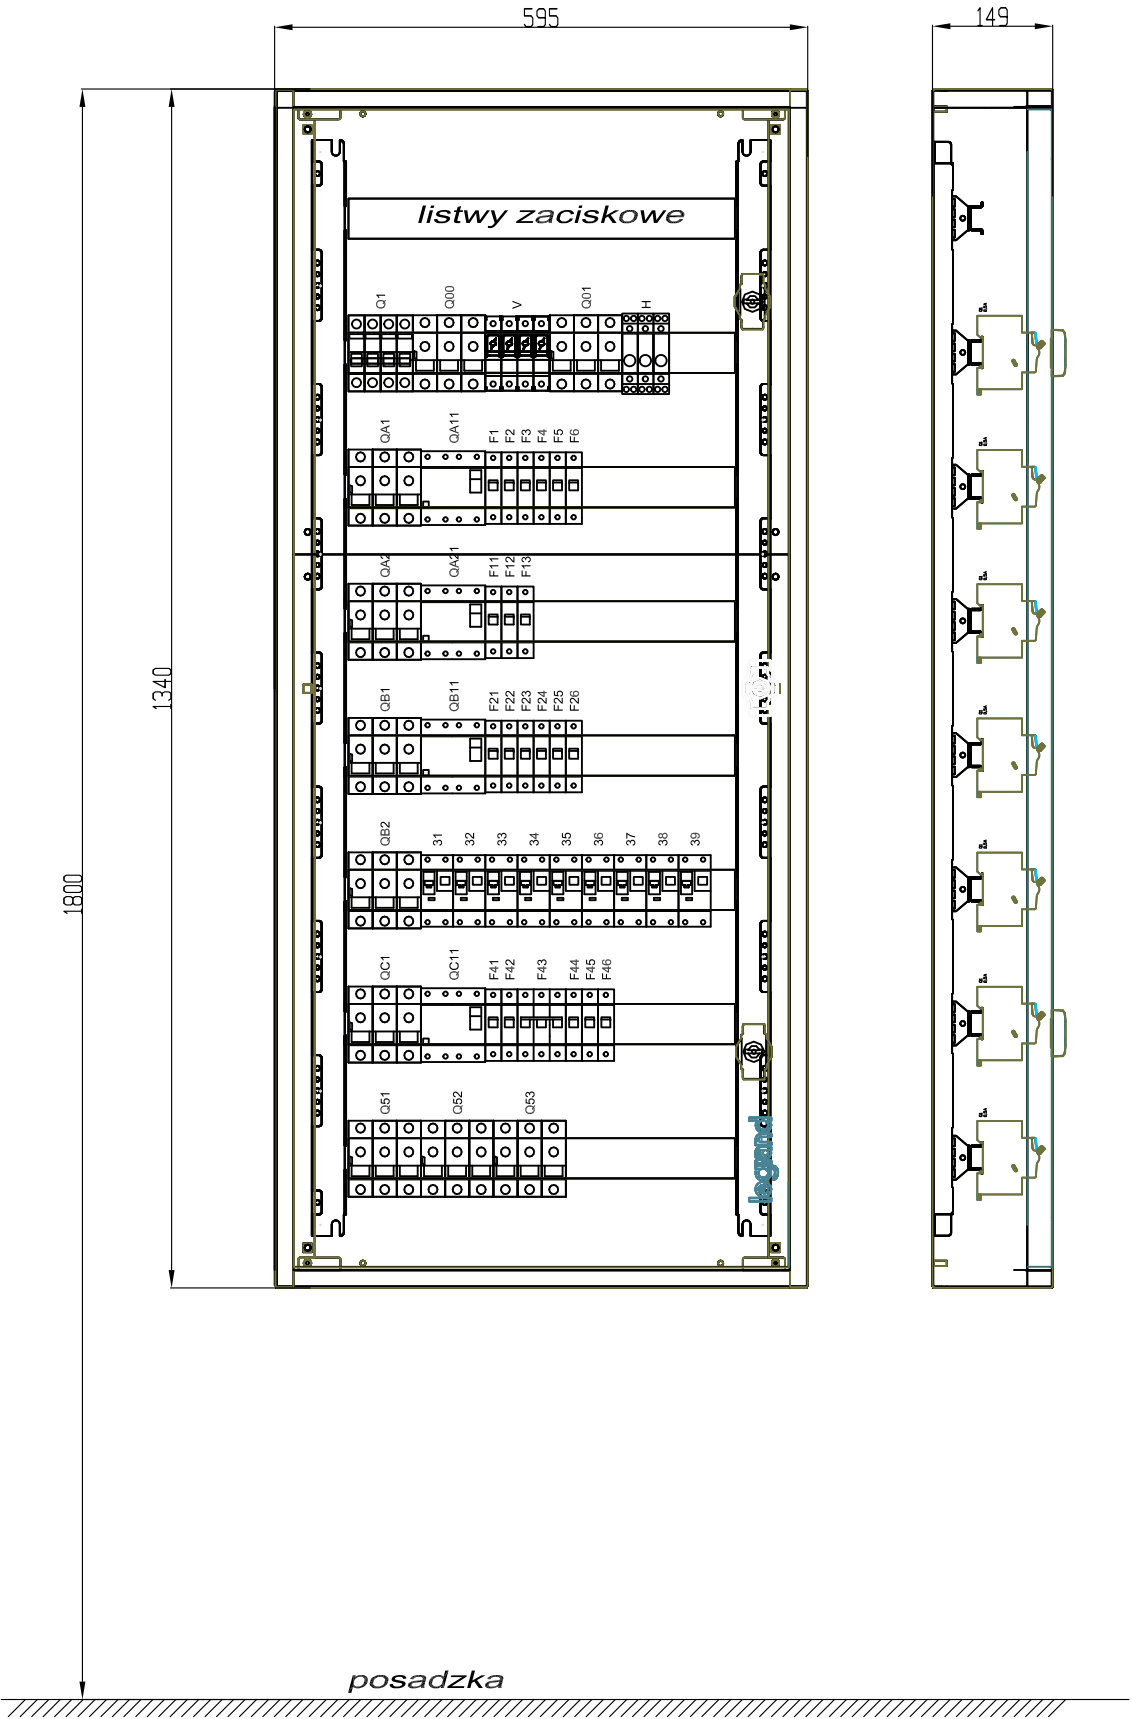 595
149
listwy zaciskowe
Q1 Q00 V Q01 H
QA1 QA11 F1 F2 F3 F4 F5 F6
QA2 QA21 F11 F12 F13
1340
QB1 QB11 F21 F22 F23 F24 F25 F26
1800
QB2 31 32 33 34 35 36 37 38 39
QC1 QC11 F41 F42 F43 F44 F45 F46
Q51 Q52 Q53
legrand
posadzka